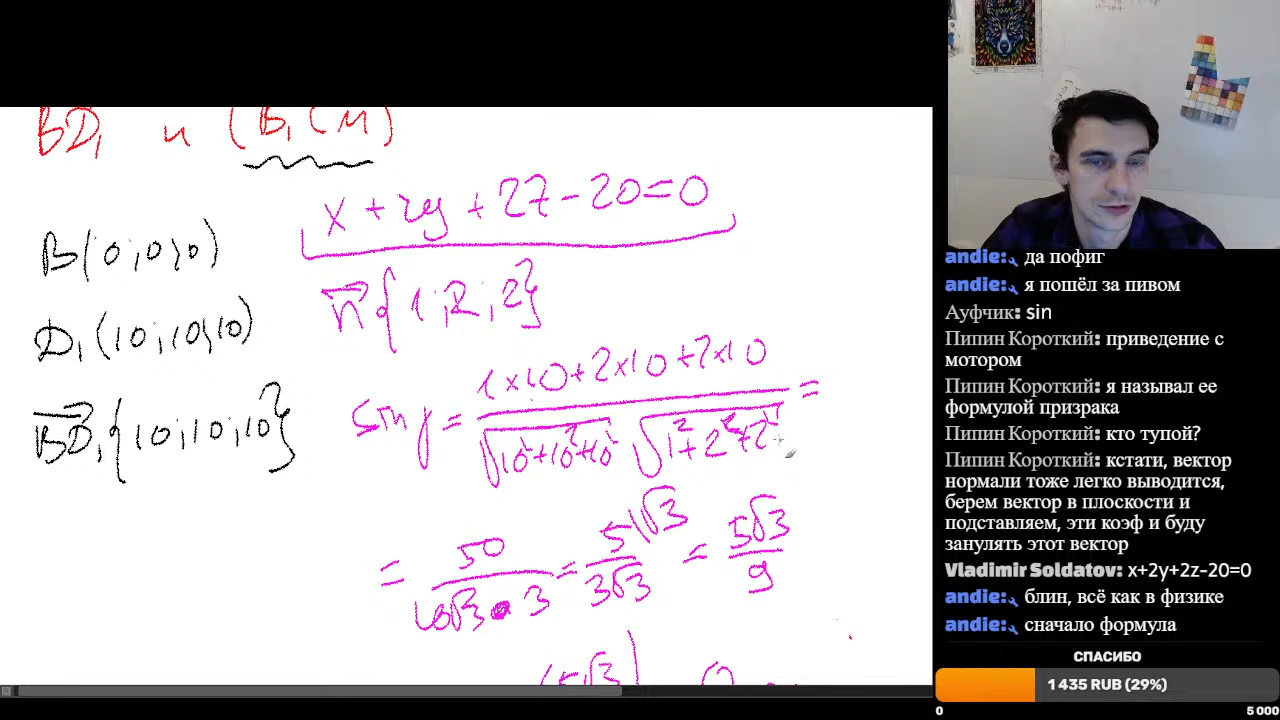 BD₁ и (B₁CM)
x+2y+2z-20=0
B(0;0;0)
n{1;2;2}
D₁(10;10;10)
BD₁{10;10;10}
sin γ = (1×10+2×10+2×10)/(√10²+10²+10² √1²+2²+2²) =
= 50/(10√3·3) = 5\√3/3√3 = 5√3/9
5√3
andie: да пофиг
andie: я пошёл за пивом
Ауфчик: sin
Пипин Короткий: приведение с
мотором
Пипин Короткий: я называл ее
формулой призрака
Пипин Короткий: кто тупой?
Пипин Короткий: кстати, вектор
нормали тоже легко выводится,
берем вектор в плоскости и
подставляем, эти коэф и буду
занулять этот вектор
Vladimir Soldatov: x+2y+2z-20=0
andie: блин, всё как в физике
andie: сначало формула
СПАСИБО
1 435 RUB (29%)
0 5 000